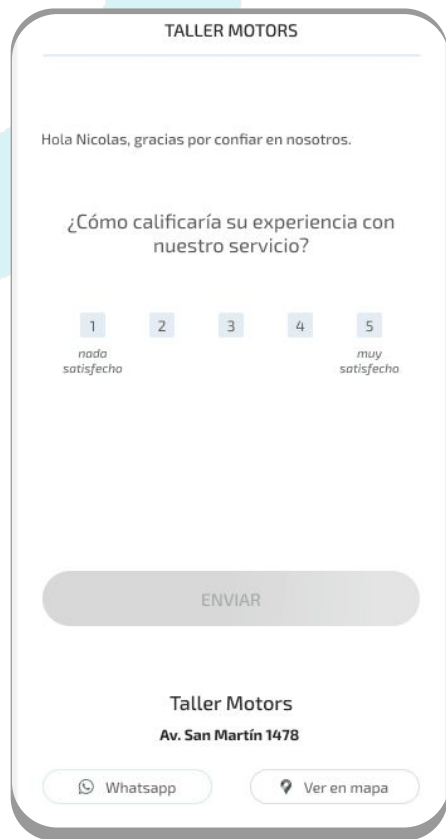 TALLER MOTORS
Hola Nicolas, gracias por confiar en nosotros.
¿Cómo calificaría su experiencia con
nuestro servicio?
1 2 3 4 5
nada muy
satisfecho satisfecho
ENVIAR
Taller Motors
Av. San Martín 1478
Whatsapp Ver en mapa